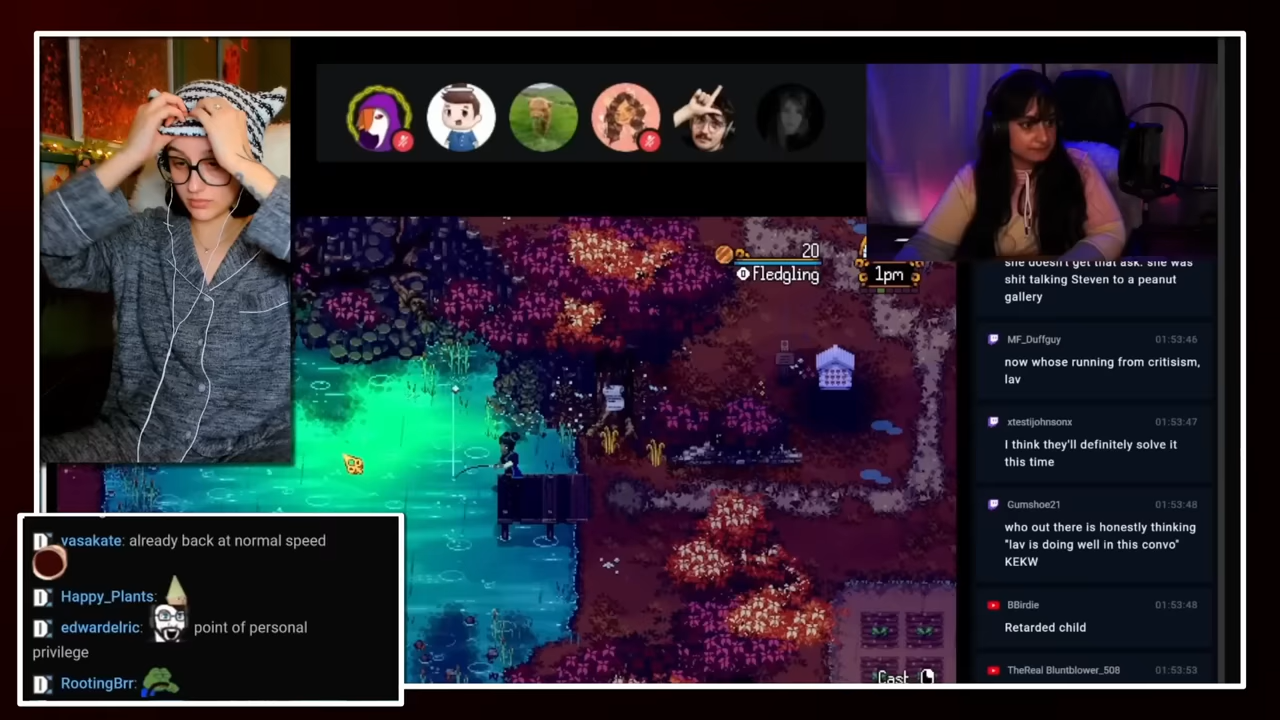 20
Fledgling
1pm
she doesn't get that ask. she was
shit talking Steven to a peanut
gallery
MF_Duffguy 01:53:46
now whose running from critisism,
lav
xtestijohnsonx 01:53:47
I think they'll definitely solve it
this time
Gumshoe21 01:53:48
who out there is honestly thinking
"lav is doing well in this convo"
KEKW
BBirdie 01:53:48
Retarded child
TheReal Bluntblower_508 01:53:53
Cast
D vasakate: already back at normal speed
D Happy_Plants:
D edwardelric: point of personal
privilege
D RootingBrr: